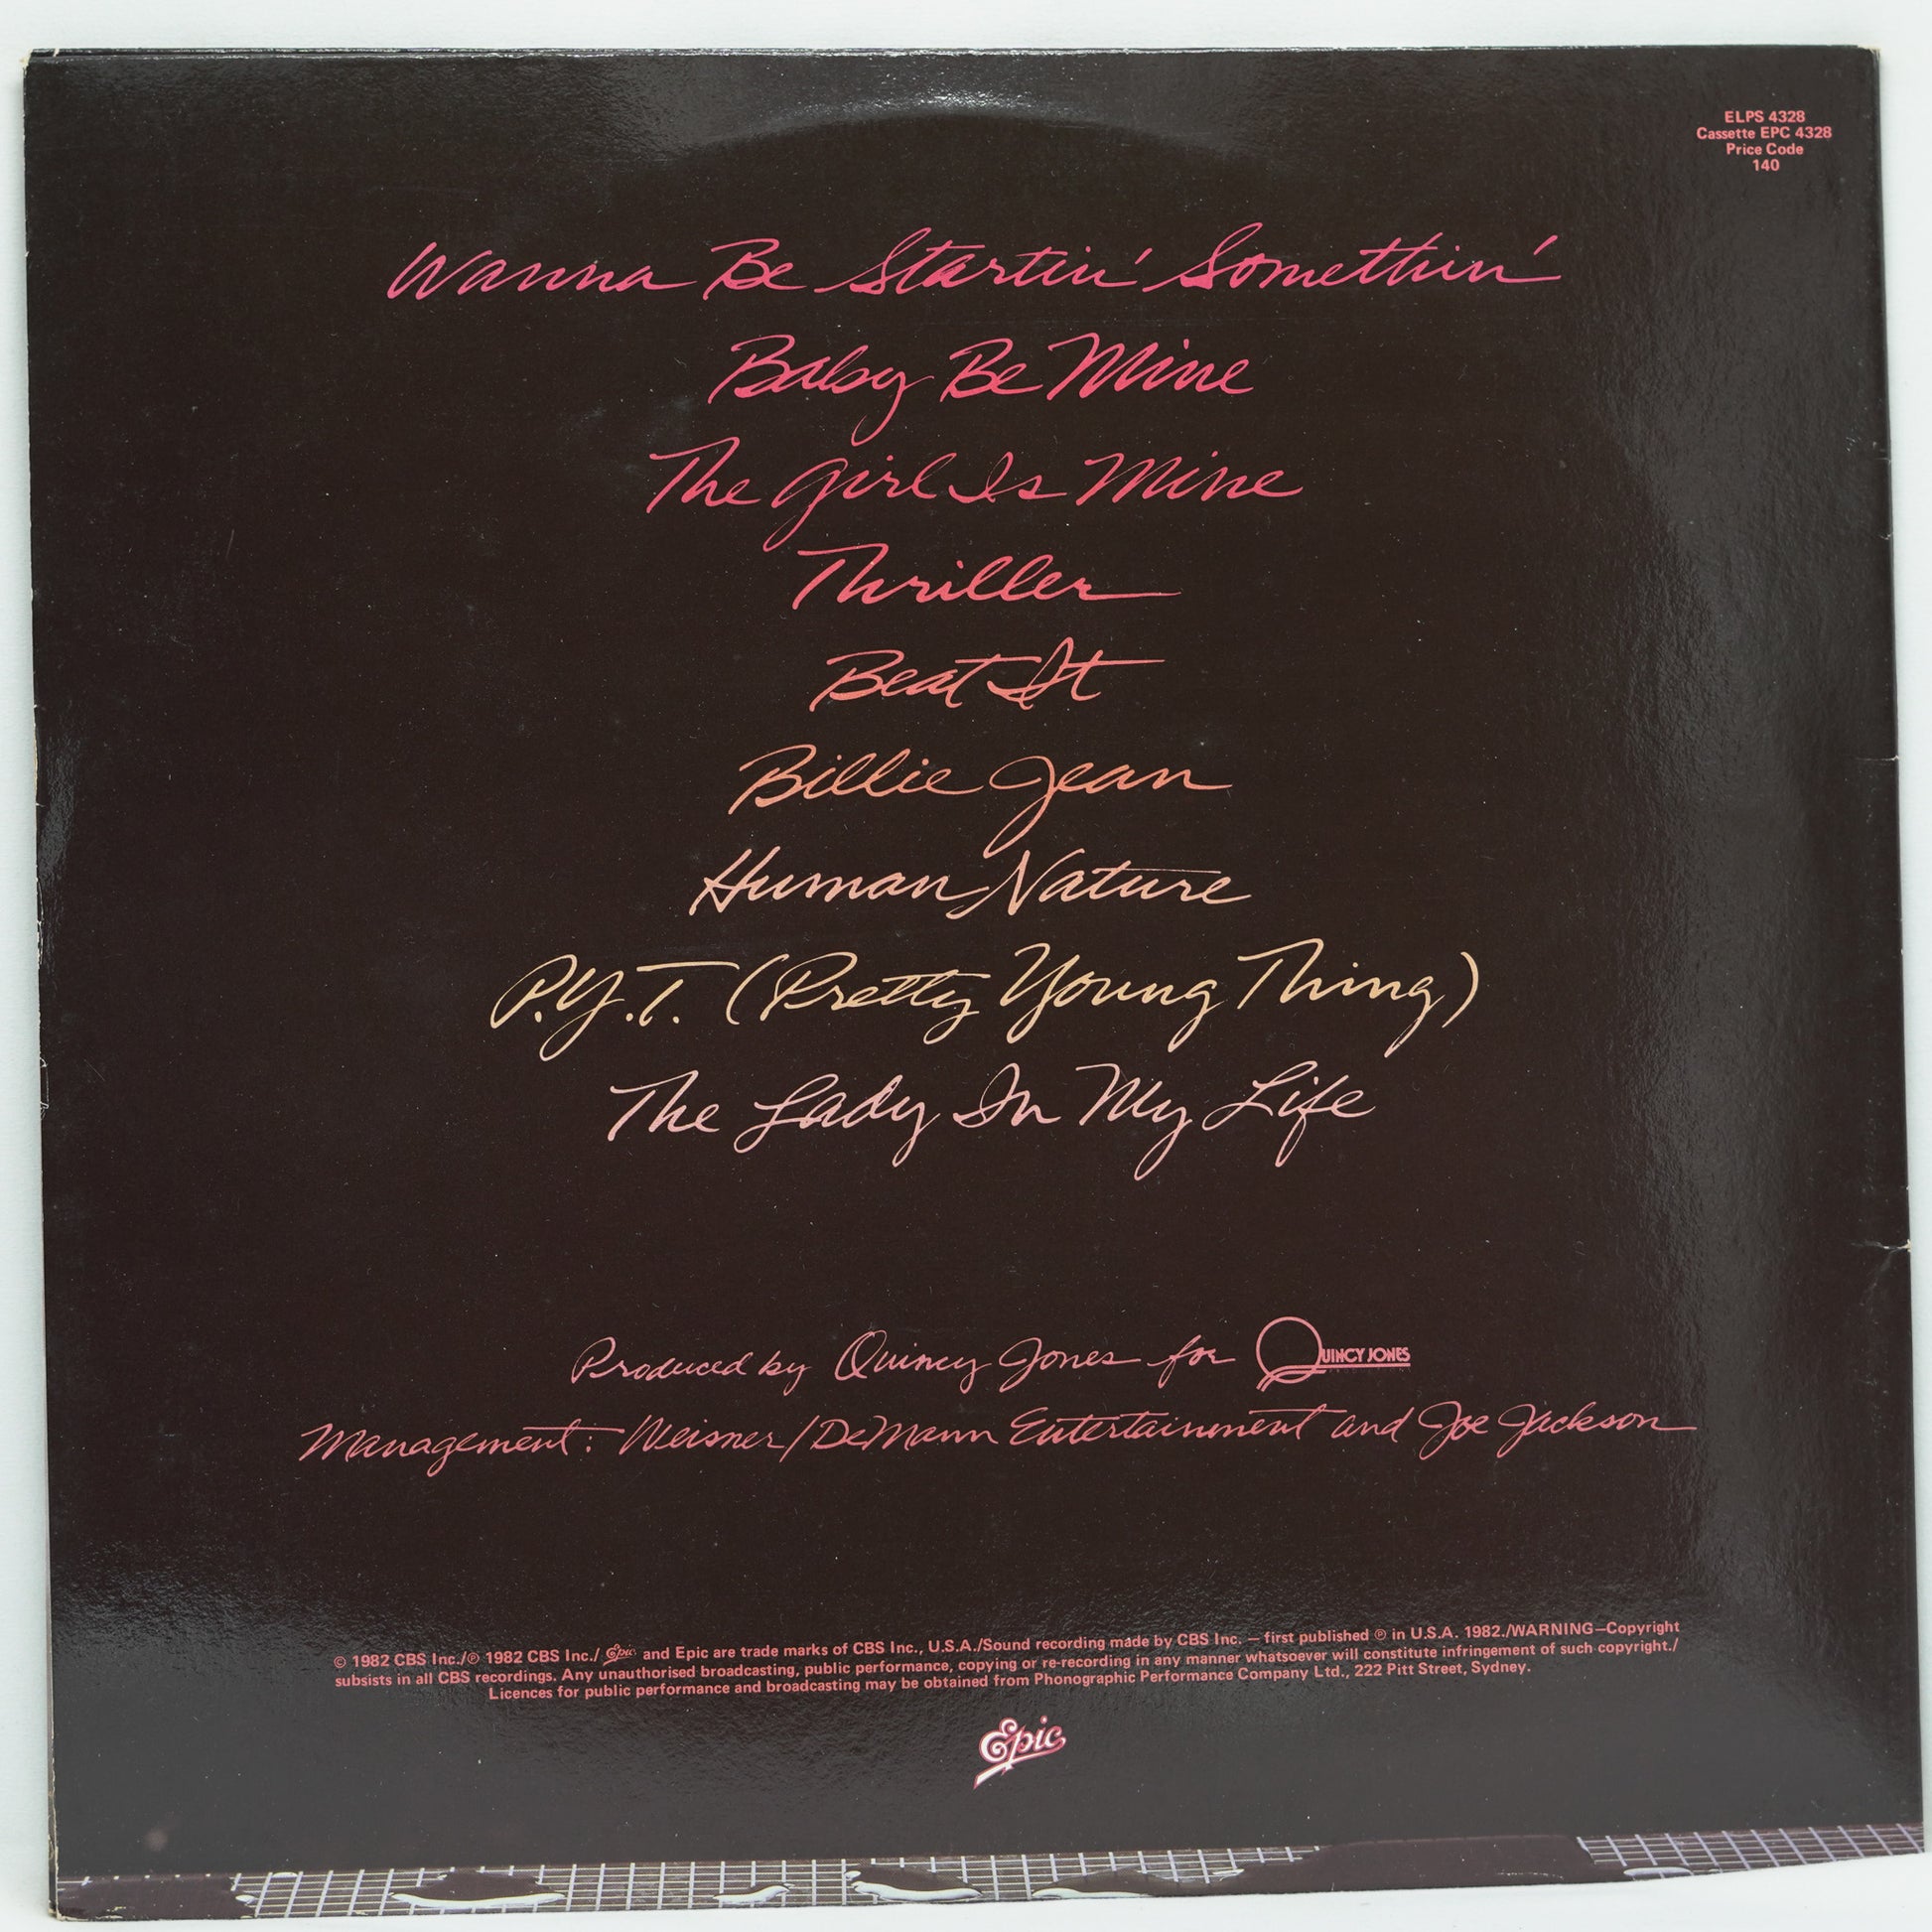 ELPS 4328
Cassette EPC 4328
Price Code
140
Wanna Be Startin' Somethin'
Baby Be Mine
The Girl Is Mine
Thriller
Beat It
Billie Jean
Human Nature
P.Y.T. (Pretty Young Thing)
The Lady In My Life
Produced by Quincy Jones for QUINCY JONES
Management: Weisner/DeMann Entertainment and Joe Jackson
© 1982 CBS Inc./℗ 1982 CBS Inc./ Epic and Epic are trade marks of CBS Inc., U.S.A./Sound recording made by CBS Inc. — first published ℗ in U.S.A. 1982./WARNING—Copyright
subsists in all CBS recordings. Any unauthorised broadcasting, public performance, copying or re-recording in any manner whatsoever will constitute infringement of such copyright./
Licences for public performance and broadcasting may be obtained from Phonographic Performance Company Ltd., 222 Pitt Street, Sydney.
Epic